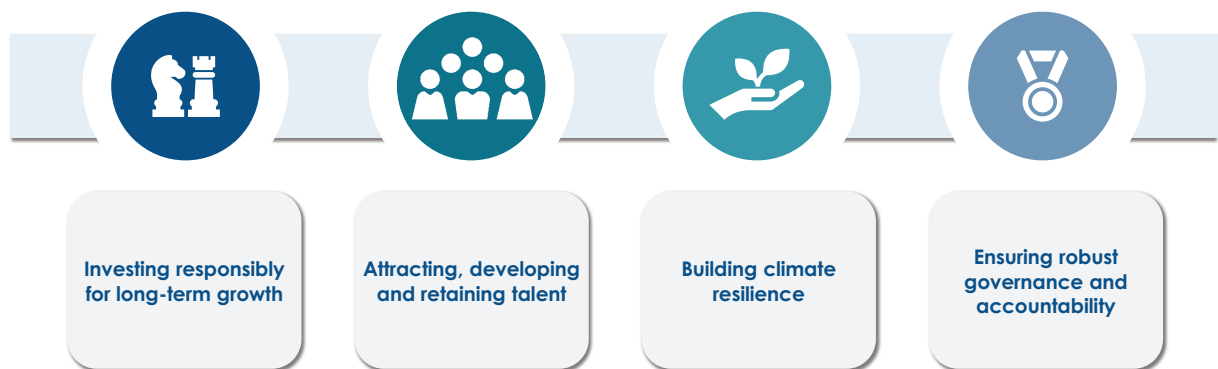 Investing responsibly
for long-term growth
Attracting, developing
and retaining talent
Building climate
resilience
Ensuring robust
governance and
accountability